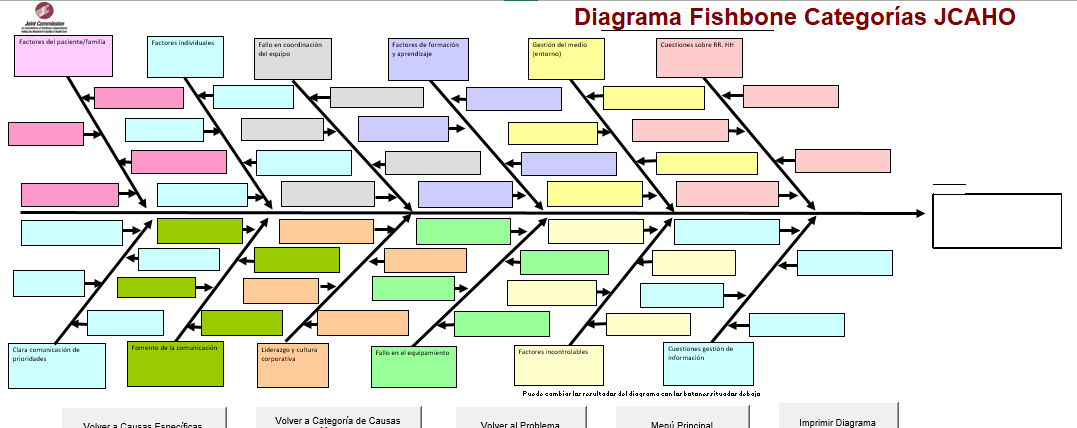 Diagrama Fishbone Categorías JCAHO
Joint Commission
Factores del paciente/familia
Factores individuales
Fallo en coordinación
del equipo
Factores de formación
y aprendizaje
Gestión del medio
(entorno)
Cuestiones sobre RR. HH
Clara comunicación de
prioridades
Fomento de la comunicación
Liderazgo y cultura
corporativa
Fallo en el equipamiento
Factores incontrolables
Cuestiones gestión de
información
Puede cambiar los resultados del diagrama con los botones situados debajo
Volver a Causas Específicas
Volver a Categoría de Causas
Volver al Problema
Menú Principal
Imprimir Diagrama